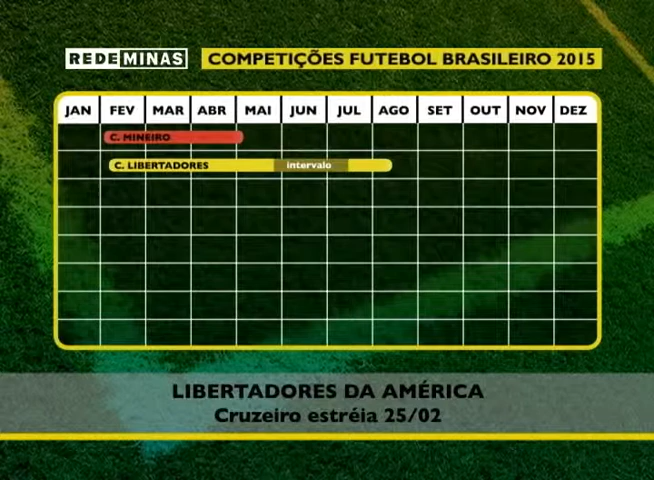 REDE MINAS COMPETIÇÕES FUTEBOL BRASILEIRO 2015
JAN FEV MAR ABR MAI JUN JUL AGO SET OUT NOV DEZ
C. MINEIRO
C. LIBERTADORES intervalo
LIBERTADORES DA AMÉRICA
Cruzeiro estréia 25/02